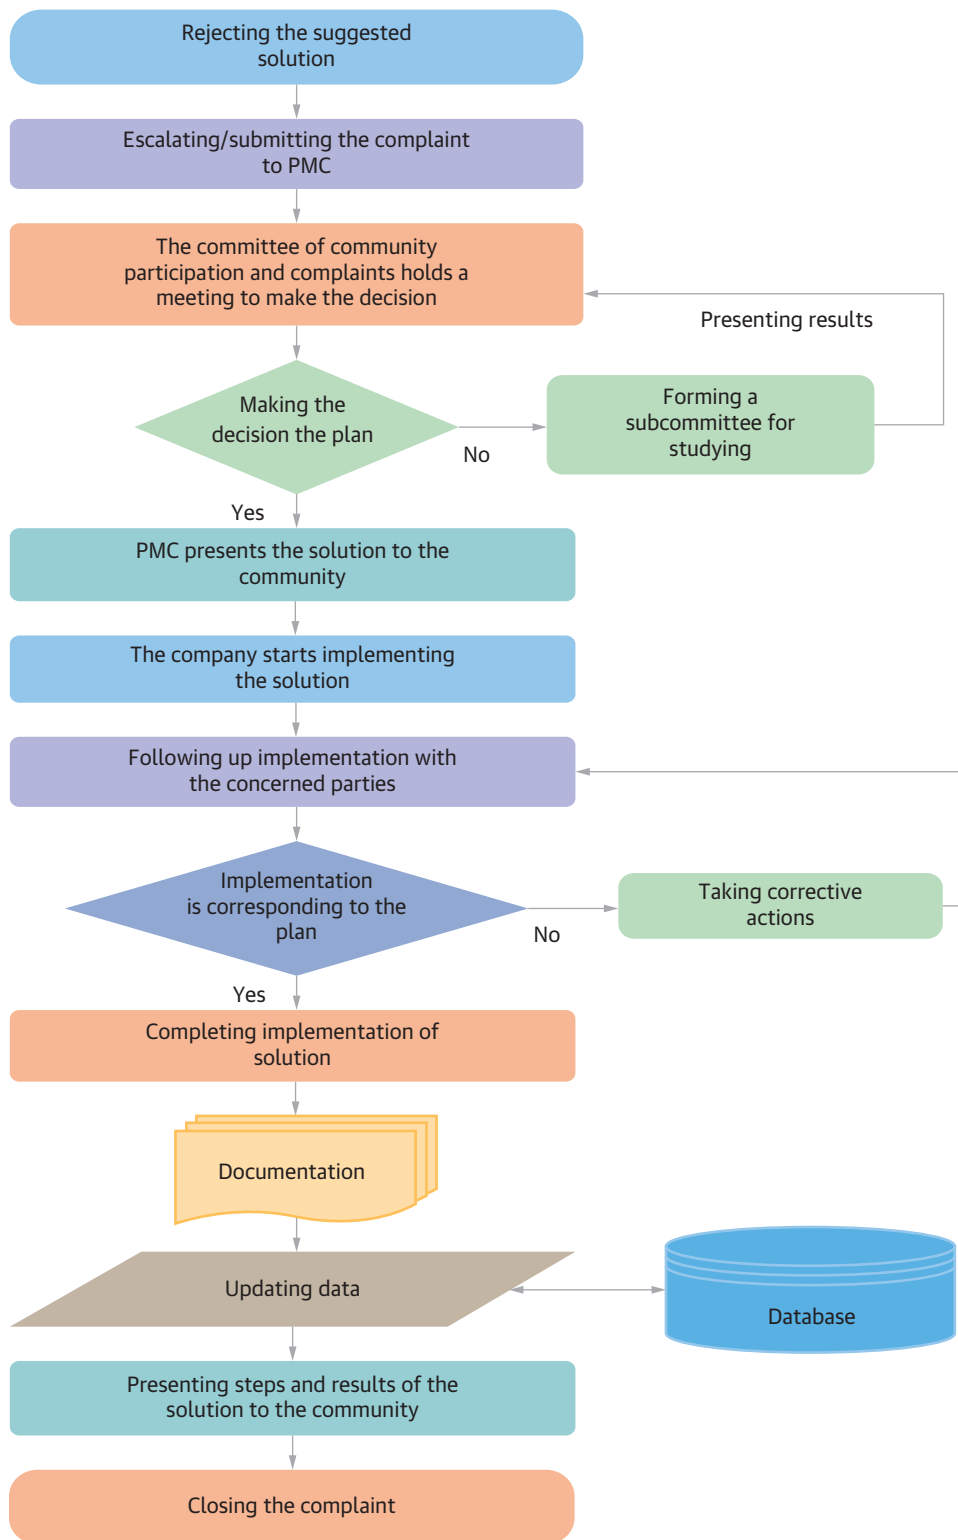 Rejecting the suggested
solution
Escalating/submitting the complaint
to PMC
The committee of community
participation and complaints holds a
meeting to make the decision
Presenting results
Making the
decision the plan
No
Forming a
subcommittee for
studying
Yes
PMC presents the solution to the
community
The company starts implementing
the solution
Following up implementation with
the concerned parties
Implementation
is corresponding to the
plan
No
Taking corrective
actions
Yes
Completing implementation of
solution
Documentation
Updating data
Database
Presenting steps and results of the
solution to the community
Closing the complaint